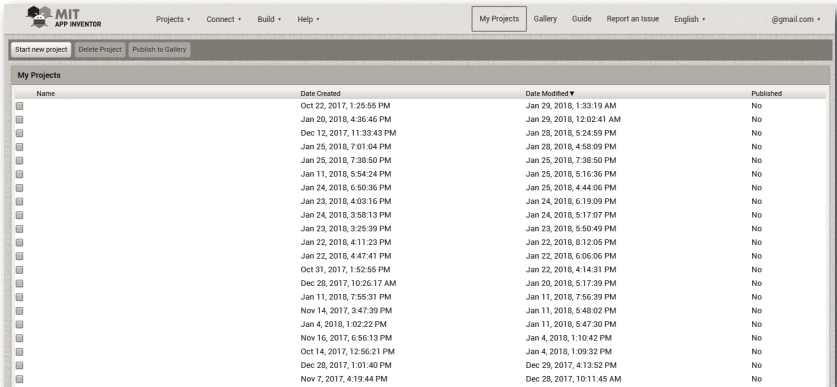 MIT
APP INVENTOR
Projects ▾ Connect ▾ Build ▾ Help ▾ My Projects Gallery Guide Report an Issue English ▾ @gmail.com ▾
Start new project Delete Project Publish to Gallery
My Projects
Name Date Created Date Modified▼ Published
Oct 22, 2017, 1:25:55 PM Jan 29, 2018, 1:33:19 AM No
Jan 20, 2018, 4:36:46 PM Jan 29, 2018, 12:02:41 AM No
Dec 12, 2017, 11:33:43 PM Jan 28, 2018, 5:24:59 PM No
Jan 25, 2018, 7:01:04 PM Jan 28, 2018, 4:58:09 PM No
Jan 25, 2018, 7:38:50 PM Jan 25, 2018, 7:38:50 PM No
Jan 11, 2018, 5:54:24 PM Jan 25, 2018, 5:16:36 PM No
Jan 24, 2018, 6:50:36 PM Jan 25, 2018, 4:44:06 PM No
Jan 23, 2018, 4:03:16 PM Jan 24, 2018, 6:19:09 PM No
Jan 24, 2018, 3:58:13 PM Jan 24, 2018, 5:17:07 PM No
Jan 23, 2018, 3:25:39 PM Jan 23, 2018, 5:50:49 PM No
Jan 22, 2018, 4:11:23 PM Jan 22, 2018, 8:12:05 PM No
Jan 22, 2018, 4:47:41 PM Jan 22, 2018, 6:06:06 PM No
Oct 31, 2017, 1:52:55 PM Jan 22, 2018, 4:14:31 PM No
Dec 28, 2017, 10:26:17 AM Jan 20, 2018, 5:17:39 PM No
Jan 11, 2018, 7:55:31 PM Jan 11, 2018, 7:56:39 PM No
Nov 14, 2017, 3:47:39 PM Jan 11, 2018, 5:48:02 PM No
Jan 4, 2018, 1:02:22 PM Jan 11, 2018, 5:47:30 PM No
Nov 16, 2017, 6:56:13 PM Jan 4, 2018, 1:10:42 PM No
Oct 14, 2017, 12:56:21 PM Jan 4, 2018, 1:09:32 PM No
Dec 28, 2017, 1:01:40 PM Dec 29, 2017, 4:13:52 PM No
Nov 7, 2017, 4:19:44 PM Dec 28, 2017, 10:11:45 AM No